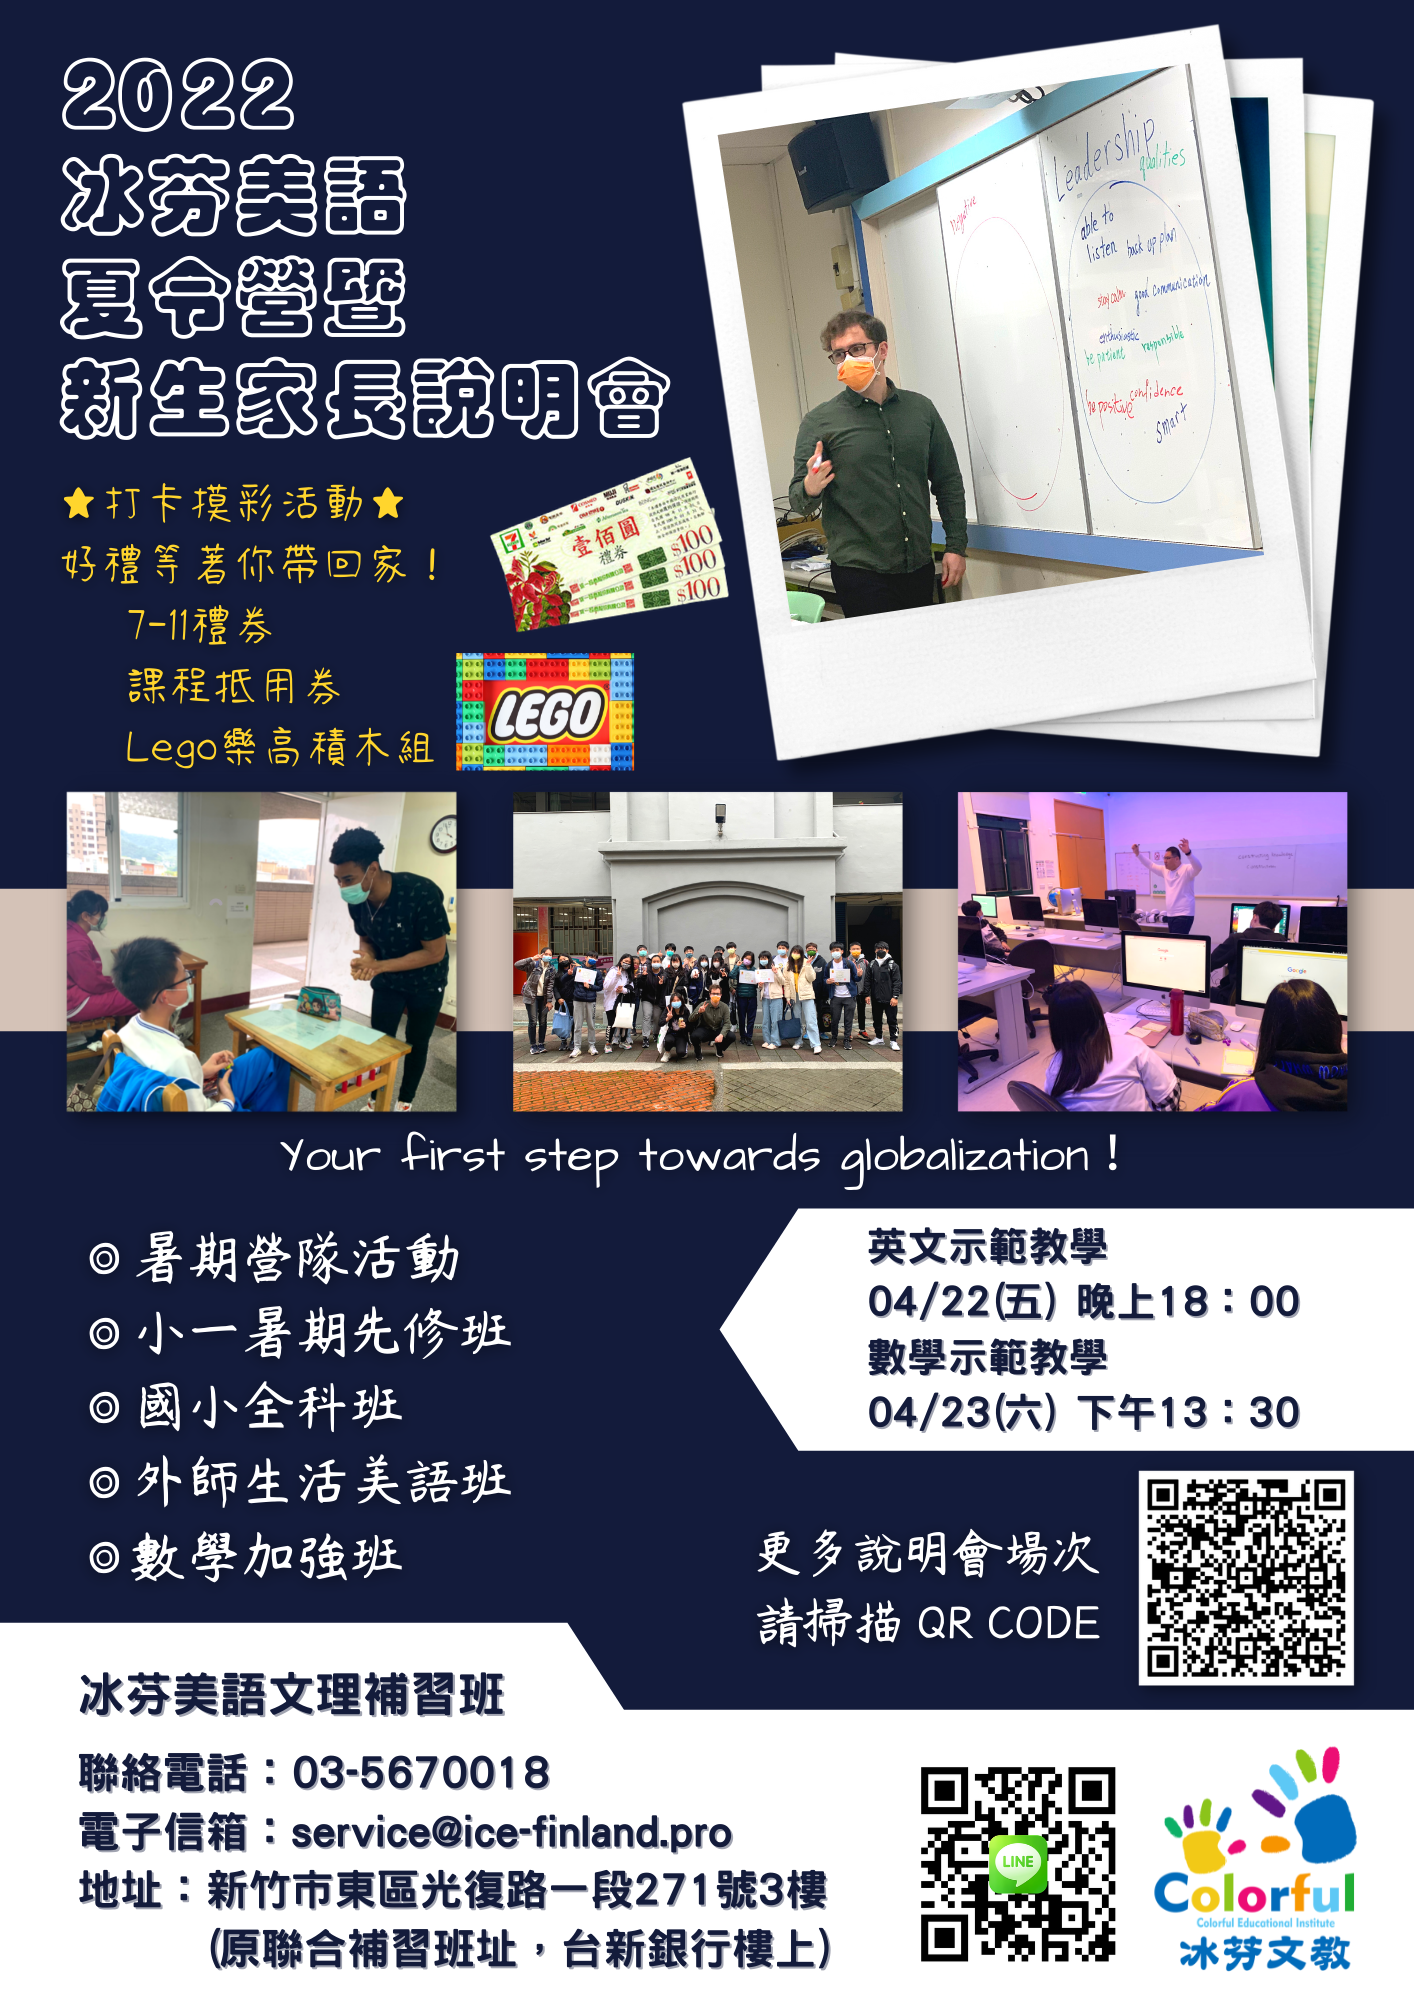 2022
冰芬美語
夏令營暨
新生家長說明會
★打卡摸彩活動★
好禮等著你帶回家！
7-11禮券
課程抵用券
Lego樂高積木組
壹佰圓
禮券
$100
$100
$100
LEGO
negative
Leadership
qualities
able to
listen
back up plan
stay calm
good communication
enthusiastic
be patient
responsible
be positive
confidence
smart
Google
Your first step towards globalization！
◎暑期營隊活動
◎小一暑期先修班
◎國小全科班
◎外師生活美語班
◎數學加強班
英文示範教學
04/22(五) 晚上18：00
數學示範教學
04/23(六) 下午13：30
更多說明會場次
請掃描 QR CODE
冰芬美語文理補習班
聯絡電話：03-5670018
電子信箱：service@ice-finland.pro
地址：新竹市東區光復路一段271號3樓
(原聯合補習班址，台新銀行樓上)
LINE
Colorful
Colorful Educational Institute
冰芬文教